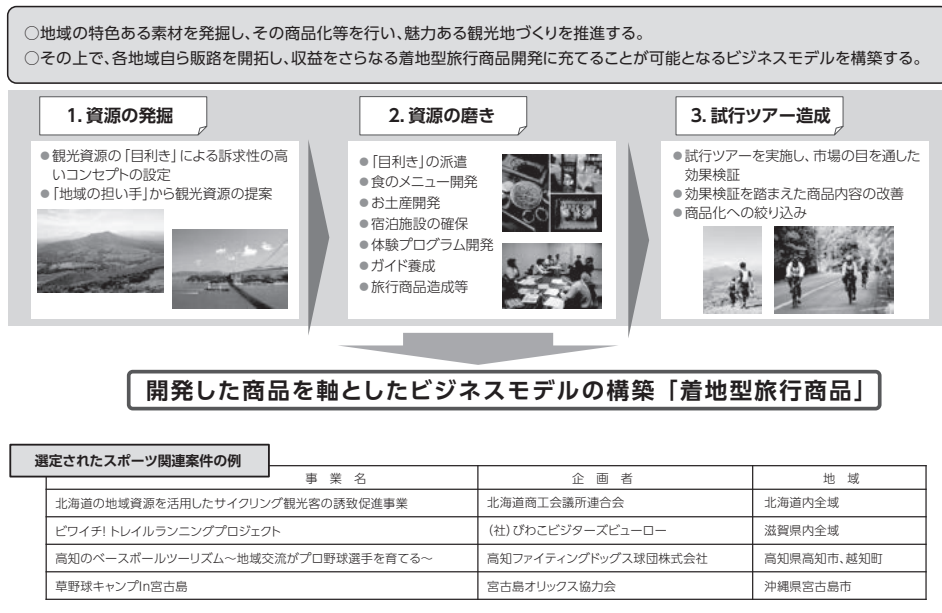 ○地域の特色ある素材を発掘し、その商品化等を行い、魅力ある観光地づくりを推進する。
○その上で、各地域自ら販路を開拓し、収益をさらなる着地型旅行商品開発に充てることが可能となるビジネスモデルを構築する。
1. 資源の発掘
●観光資源の「目利き」による訴求性の高
いコンセプトの設定
●「地域の担い手」から観光資源の提案
2. 資源の磨き
●「目利き」の派遣
●食のメニュー開発
●お土産開発
●宿泊施設の確保
●体験プログラム開発
●ガイド養成
●旅行商品造成等
3. 試行ツアー造成
●試行ツアーを実施し、市場の目を通した
効果検証
●効果検証を踏まえた商品内容の改善
●商品化への絞り込み
開発した商品を軸としたビジネスモデルの構築「着地型旅行商品」
選定されたスポーツ関連案件の例
事 業 名 企 画 者 地 域
北海道の地域資源を活用したサイクリング観光客の誘致促進事業 北海道商工会議所連合会 北海道内全域
ビワイチ! トレイルランニングプロジェクト (社)びわこビジターズビューロー 滋賀県内全域
高知のベースボールツーリズム〜地域交流がプロ野球選手を育てる〜 高知ファイティングドッグス球団株式会社 高知県高知市、越知町
草野球キャンプIn宮古島 宮古島オリックス協力会 沖縄県宮古島市